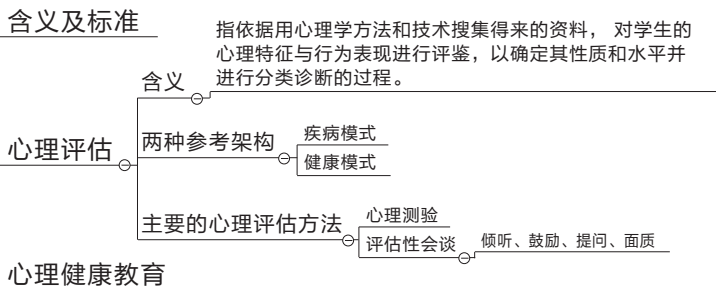 含义及标准
指依据用心理学方法和技术搜集得来的资料， 对学生的
心理特征与行为表现进行评鉴，以确定其性质和水平并
进行分类诊断的过程。
含义
心理评估
两种参考架构
疾病模式
健康模式
主要的心理评估方法
心理测验
评估性会谈
倾听、鼓励、提问、面质
心理健康教育